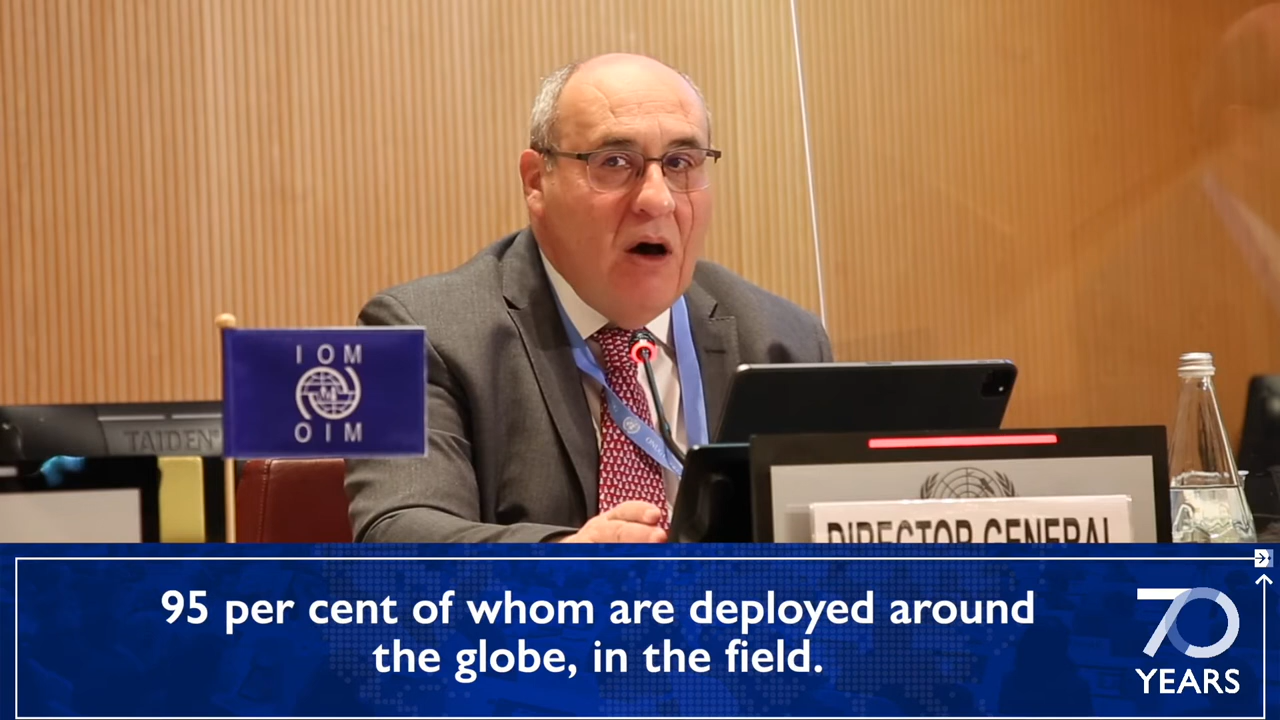 IOM
OIM
TAIDEN
DIRECTOR GENERAL
95 per cent of whom are deployed around
the globe, in the field.
70
YEARS